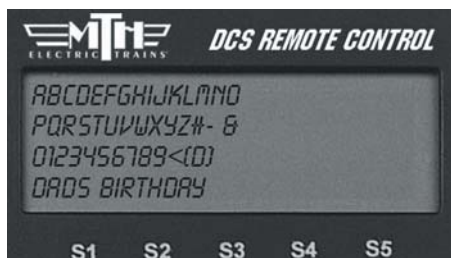 MTH
ELECTRIC TRAINS
DCS REMOTE CONTROL
ABCDEFGHIJKLMNO
PQRSTUVWXYZ#- &
0123456789<(D)
DADS BIRTHDAY
S1 S2 S3 S4 S5